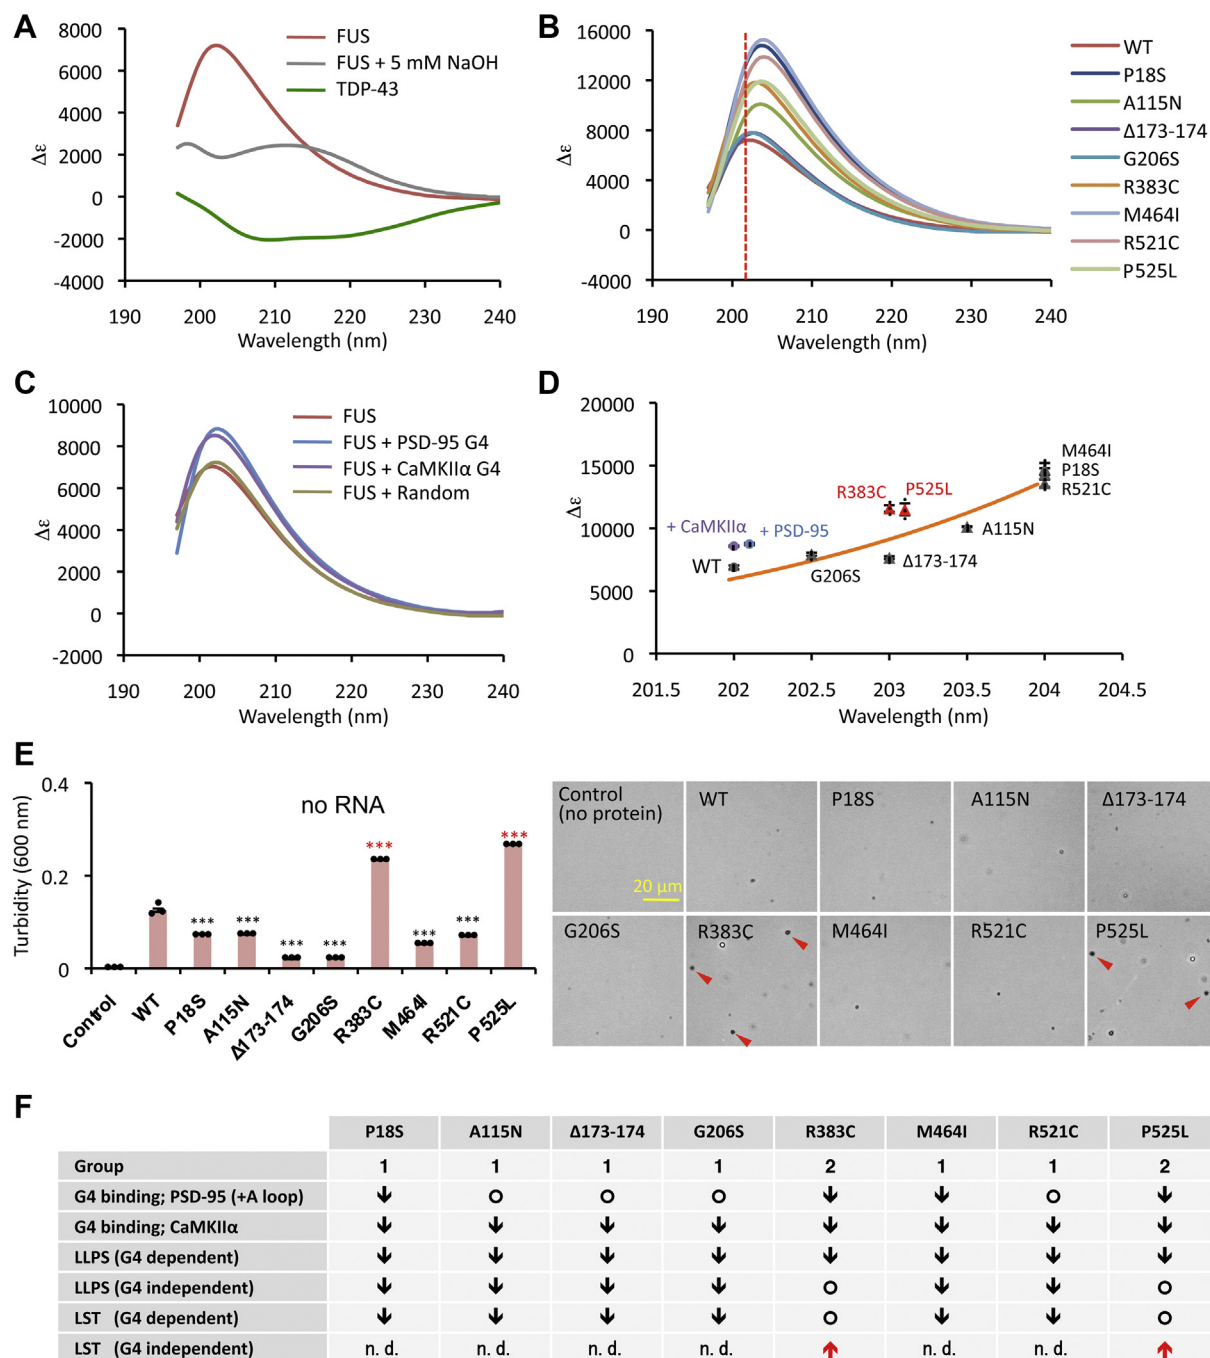 A
8000
6000
4000
2000
0
-2000
-4000
190
200
210
220
230
240
Δε
Wavelength (nm)
FUS
FUS + 5 mM NaOH
TDP-43
B
16000
12000
8000
4000
0
-4000
190
200
210
220
230
240
Δε
Wavelength (nm)
WT
P18S
A115N
Δ173-174
G206S
R383C
M464I
R521C
P525L
C
10000
8000
6000
4000
2000
0
-2000
190
200
210
220
230
240
Δε
Wavelength (nm)
FUS
FUS + PSD-95 G4
FUS + CaMKIIα G4
FUS + Random
D
20000
15000
10000
5000
0
201.5
202
202.5
203
203.5
204
204.5
Δε
Wavelength (nm)
M464I
P18S
R521C
R383C
P525L
A115N
+ CaMKIIα
+ PSD-95
WT
G206S
Δ173-174
E
0.4
0.2
0
Turbidity (600 nm)
no RNA
***
***
***
***
***
***
***
***
Control
WT
P18S
A115N
Δ173-174
G206S
R383C
M464I
R521C
P525L
Control
(no protein)
20 μm
WT
P18S
A115N
Δ173-174
G206S
R383C
M464I
R521C
P525L
F
P18S A115N Δ173-174 G206S R383C M464I R521C P525L
Group 1 1 1 1 2 1 1 2
G4 binding; PSD-95 (+A loop) ↓ o o o ↓ ↓ o ↓
G4 binding; CaMKIIα ↓ ↓ ↓ ↓ ↓ ↓ ↓ ↓
LLPS (G4 dependent) ↓ ↓ ↓ ↓ ↓ ↓ ↓ ↓
LLPS (G4 independent) ↓ ↓ ↓ ↓ o ↓ ↓ o
LST (G4 dependent) ↓ ↓ ↓ ↓ o ↓ ↓ o
LST (G4 independent) n. d. n. d. n. d. n. d. ↑ n. d. n. d. ↑